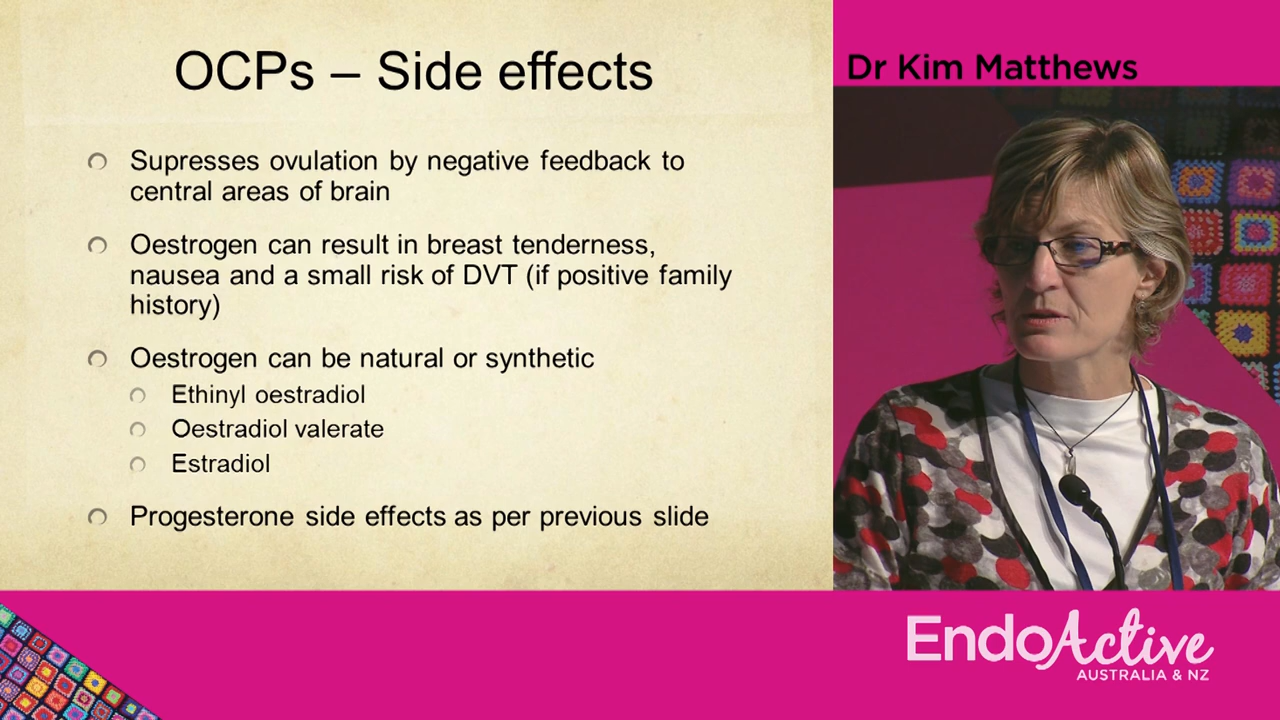 OCPs – Side effects
Supresses ovulation by negative feedback to
central areas of brain
Oestrogen can result in breast tenderness,
nausea and a small risk of DVT (if positive family
history)
Oestrogen can be natural or synthetic
Ethinyl oestradiol
Oestradiol valerate
Estradiol
Progesterone side effects as per previous slide
Dr Kim Matthews
EndoActive
AUSTRALIA & NZ